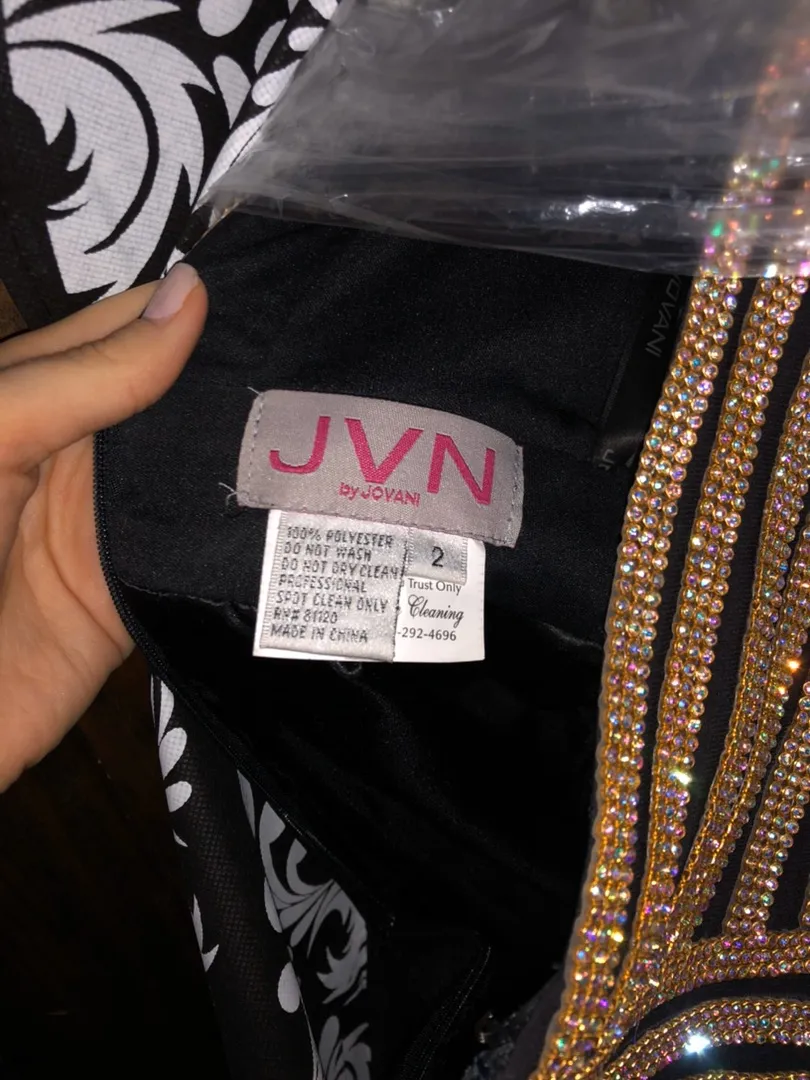 JOVANI
JVN
by JOVANI
100% POLYESTER
DO NOT WASH
DO NOT DRY CLEAN
PROFESSIONAL
SPOT CLEAN ONLY
RN# 81120
MADE IN CHINA
2
Trust Only
Cleaning
-292-4696